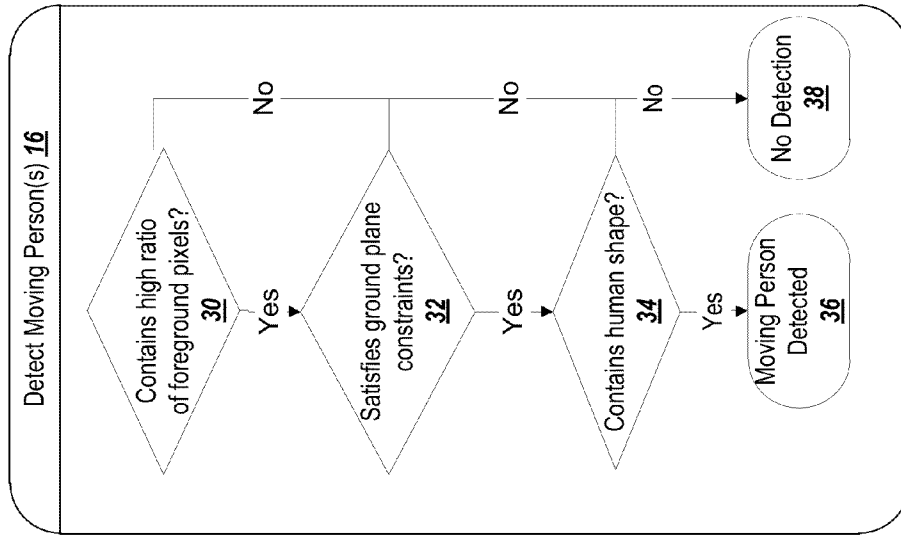 Detect Moving Person(s) 16
Contains high ratio
of foreground pixels?
30
Yes
No
Satisfies ground plane
constraints?
32
Yes
No
Contains human shape?
34
Yes
No
Moving Person
Detected
36
No Detection
38